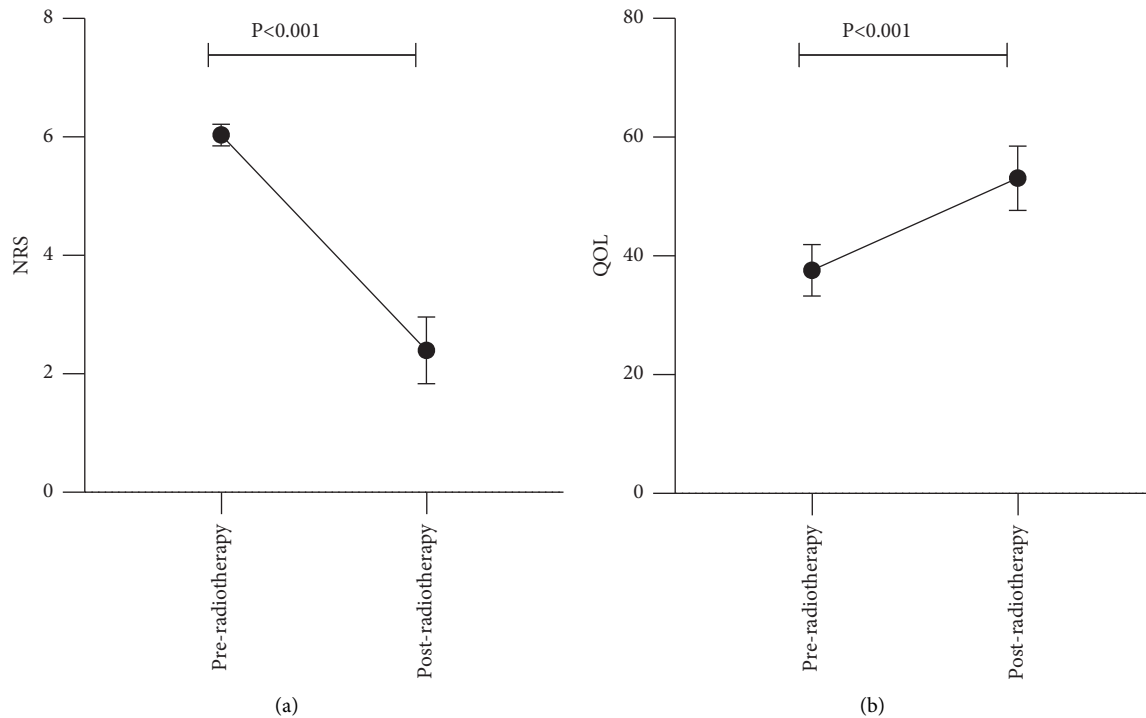 8
6
4
2
0
NRS
P<0.001
Pre-radiotherapy
Post-radiotherapy
(a)
80
60
40
20
0
QOL
P<0.001
Pre-radiotherapy
Post-radiotherapy
(b)